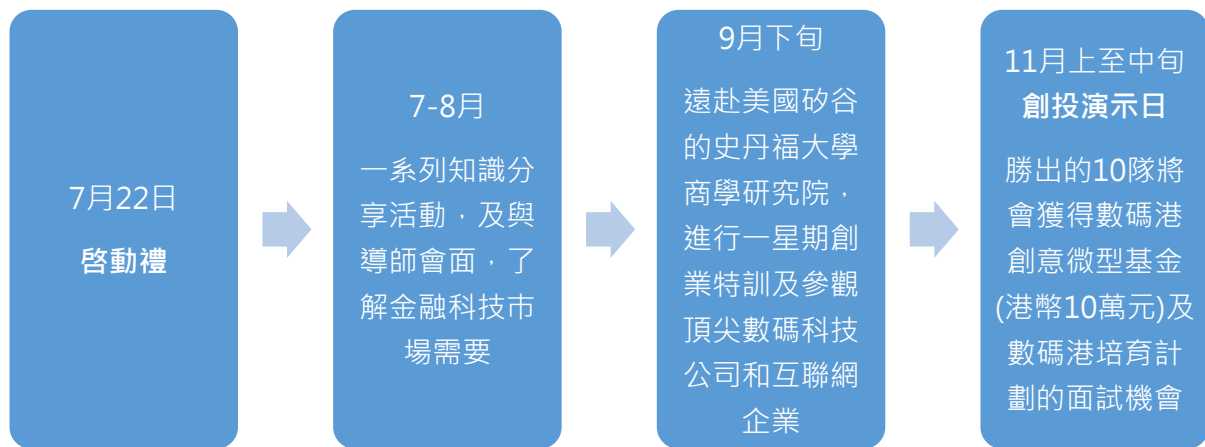 7月22日
啓動禮
7-8月
一系列知識分
享活動，及與
導師會面，了
解金融科技市
場需要
9月下旬
遠赴美國矽谷
的史丹福大學
商學研究院，
進行一星期創
業特訓及參觀
頂尖數碼科技
公司和互聯網
企業
11月上至中旬
創投演示日
勝出的10隊將
會獲得數碼港
創意微型基金
(港幣10萬元)及
數碼港培育計
劃的面試機會